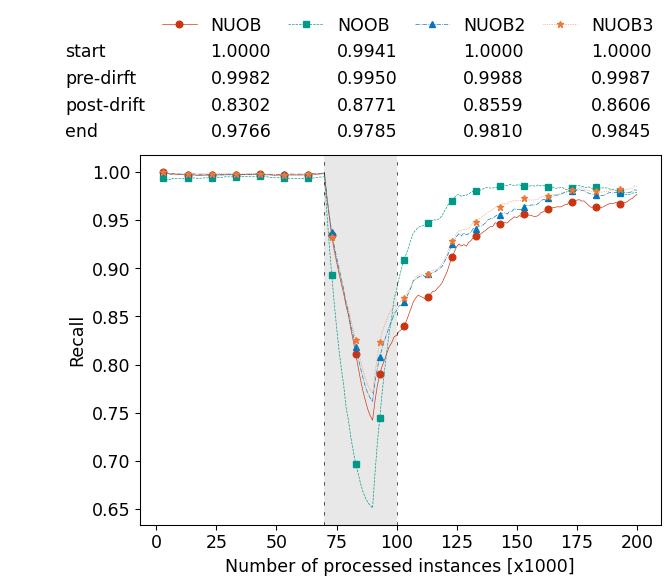 NUOB NOOB NUOB2 NUOB3
start 1.0000 0.9941 1.0000 1.0000
pre-dirft 0.9982 0.9950 0.9988 0.9987
post-drift 0.8302 0.8771 0.8559 0.8606
end 0.9766 0.9785 0.9810 0.9845
1.00
0.95
0.90
0.85
0.80
0.75
0.70
0.65
Recall
0 25 50 75 100 125 150 175 200
Number of processed instances [x1000]